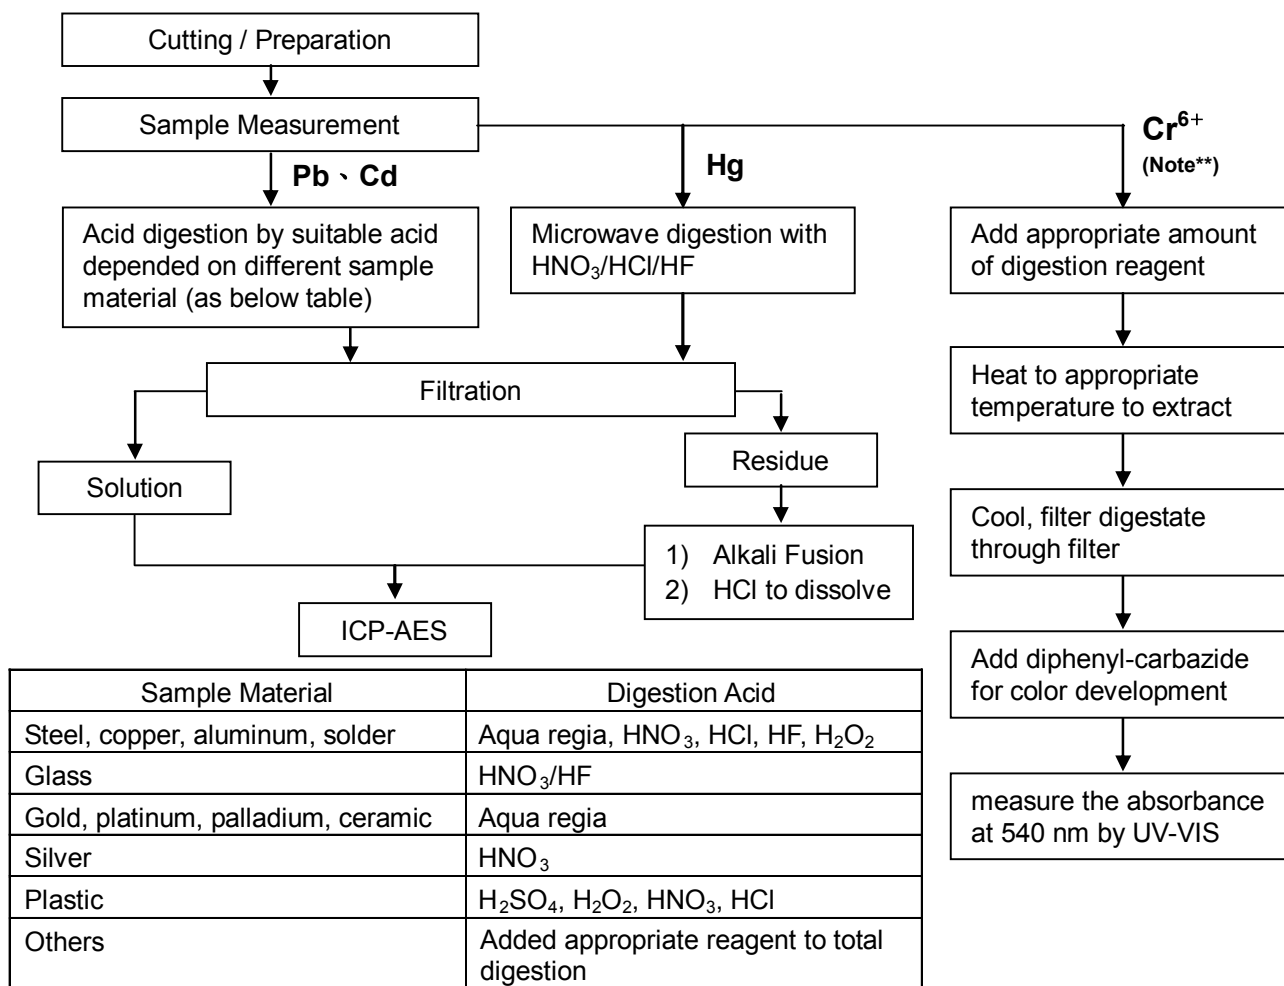 Cutting / Preparation
Sample Measurement
Pb、Cd
Hg
Cr⁶⁺
(Note**)
Acid digestion by suitable acid
depended on different sample
material (as below table)
Microwave digestion with
HNO₃/HCl/HF
Add appropriate amount
of digestion reagent
Filtration
Heat to appropriate
temperature to extract
Solution
Residue
Cool, filter digestate
through filter
1) Alkali Fusion
2) HCl to dissolve
ICP-AES
Add diphenyl-carbazide
for color development
measure the absorbance
at 540 nm by UV-VIS
Sample Material Digestion Acid
Steel, copper, aluminum, solder Aqua regia, HNO₃, HCl, HF, H₂O₂
Glass HNO₃/HF
Gold, platinum, palladium, ceramic Aqua regia
Silver HNO₃
Plastic H₂SO₄, H₂O₂, HNO₃, HCl
Others Added appropriate reagent to total
digestion